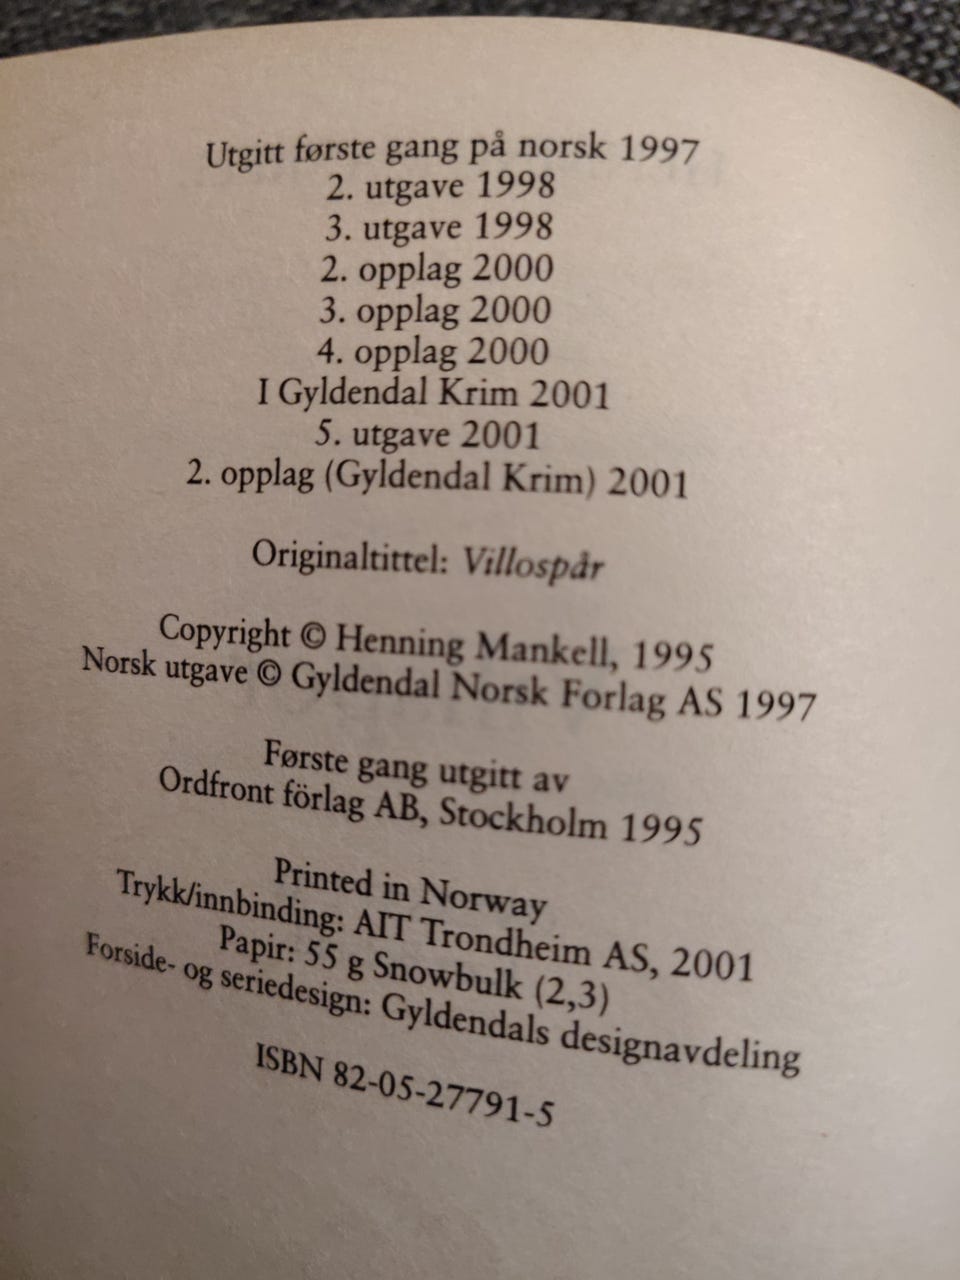 Utgitt første gang på norsk 1997
2. utgave 1998
3. utgave 1998
2. opplag 2000
3. opplag 2000
4. opplag 2000
I Gyldendal Krim 2001
5. utgave 2001
2. opplag (Gyldendal Krim) 2001
Originaltittel: Villospår
Copyright © Henning Mankell, 1995
Norsk utgave © Gyldendal Norsk Forlag AS 1997
Første gang utgitt av
Ordfront förlag AB, Stockholm 1995
Printed in Norway
Trykk/innbinding: AIT Trondheim AS, 2001
Papir: 55 g Snowbulk (2,3)
Forside- og seriedesign: Gyldendals designavdeling
ISBN 82-05-27791-5